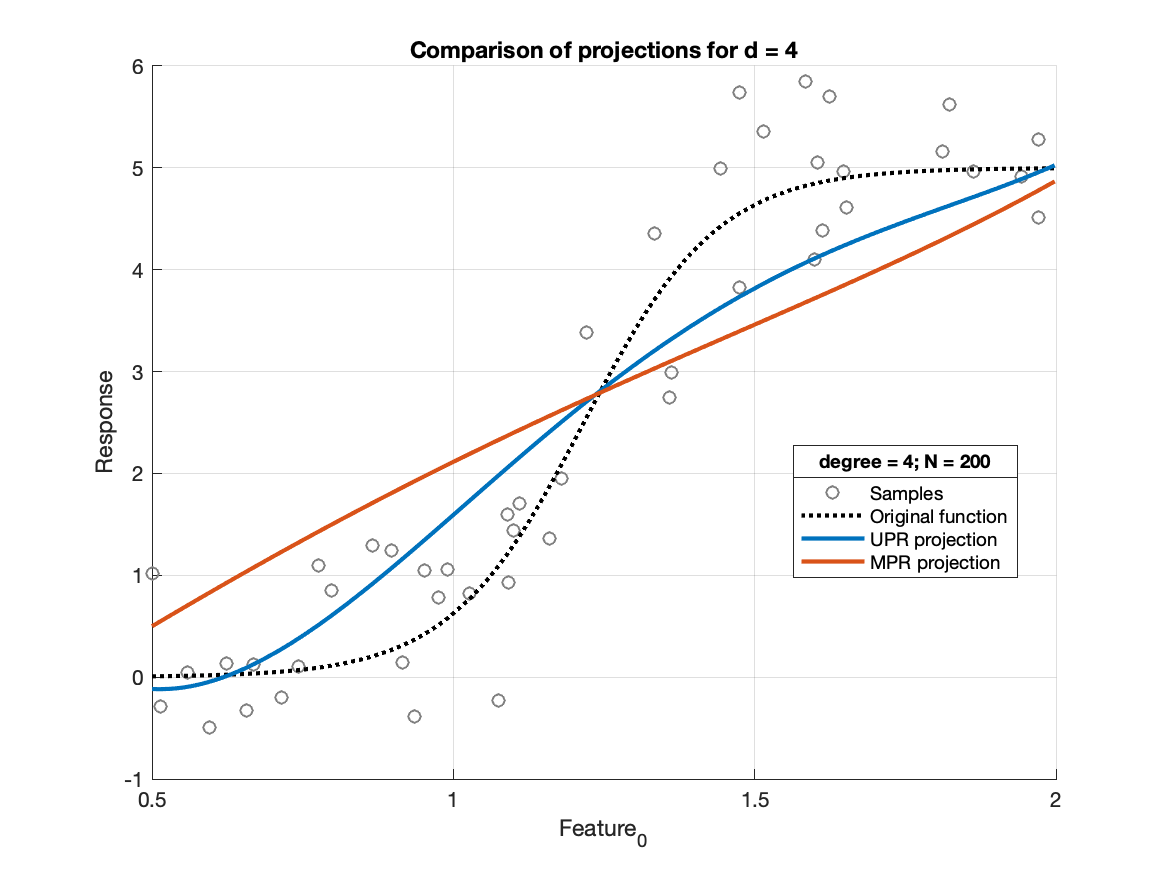 Comparison of projections for d = 4
6
5
4
3
2
1
0
-1
Response
0.5
1
1.5
2
Feature₀
degree = 4; N = 200
Samples
Original function
UPR projection
MPR projection